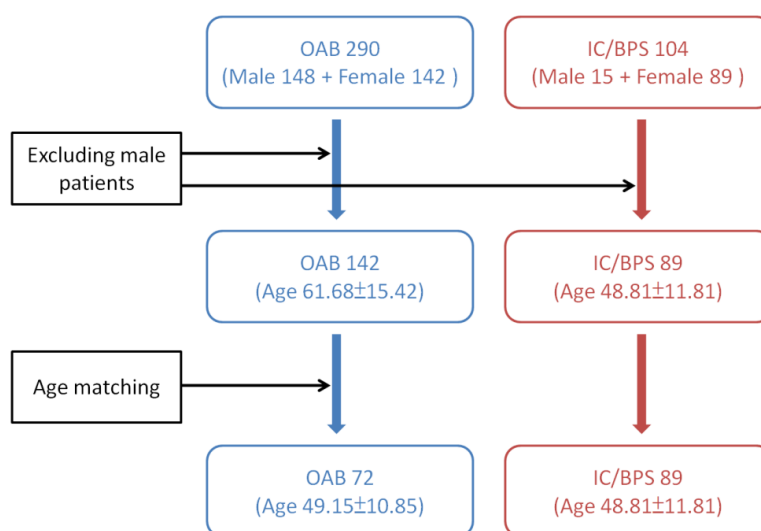 OAB 290
(Male 148 + Female 142 )
IC/BPS 104
(Male 15 + Female 89 )
Excluding male
patients
OAB 142
(Age 61.68±15.42)
IC/BPS 89
(Age 48.81±11.81)
Age matching
OAB 72
(Age 49.15±10.85)
IC/BPS 89
(Age 48.81±11.81)